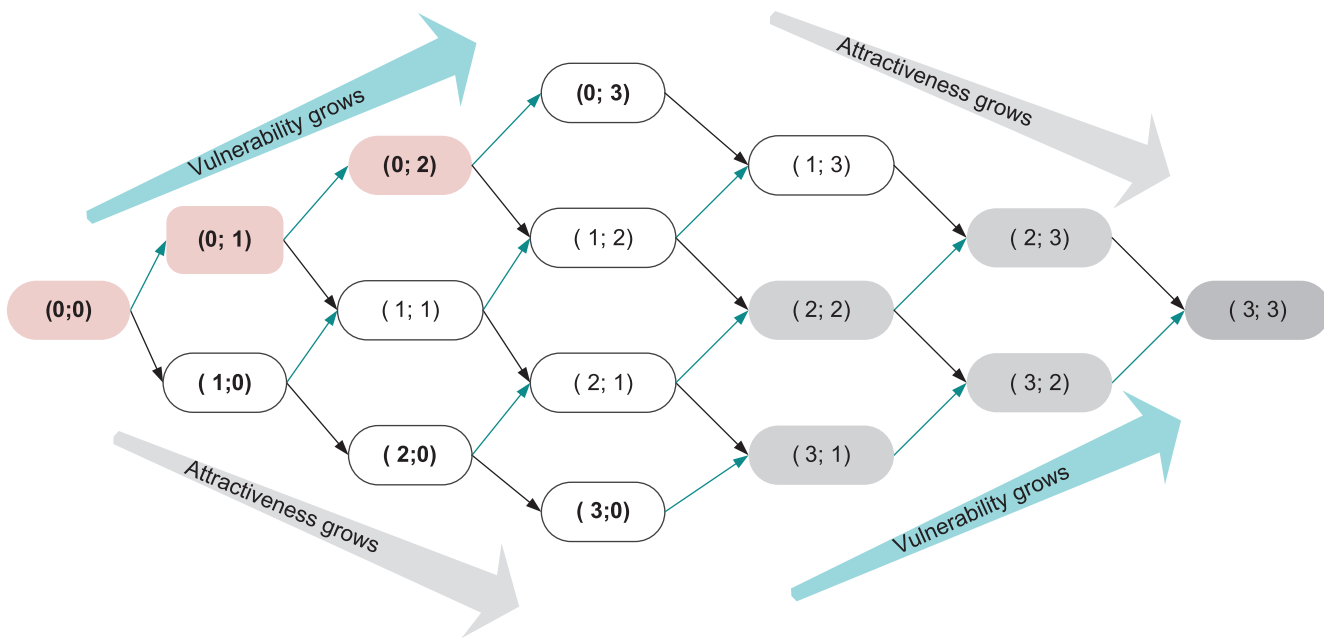 Vulnerability grows
Attractiveness grows
(0; 3)
(0; 2)
( 1; 3)
(0; 1)
( 1; 2)
( 2; 3)
(0;0)
( 1; 1)
( 2; 2)
( 3; 3)
( 1;0)
( 2; 1)
( 3; 2)
( 2;0)
( 3; 1)
( 3;0)
Attractiveness grows
Vulnerability grows